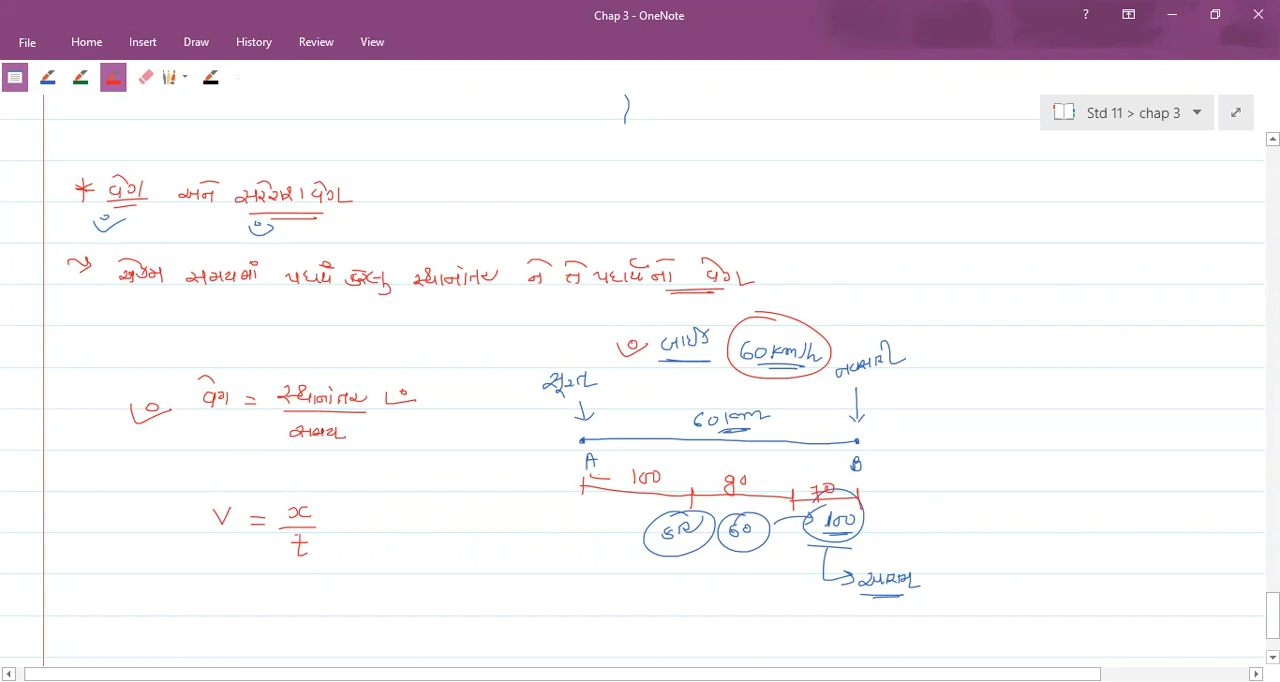 Chap 3 - OneNote
File Home Insert Draw History Review View
Std 11 > chap 3
* વેગ અને સરેરાશ વેગ
એકમ સમયમાં પદાર્થે કરેલુ સ્થાનાંતર ને તે પદાર્થનો વેગ
બાઈક 60km/h
સૂરત નવસારી
વેગ = સ્થાનાંતર
સમય
60km
A B
100 80 70
60 100
V = x
t